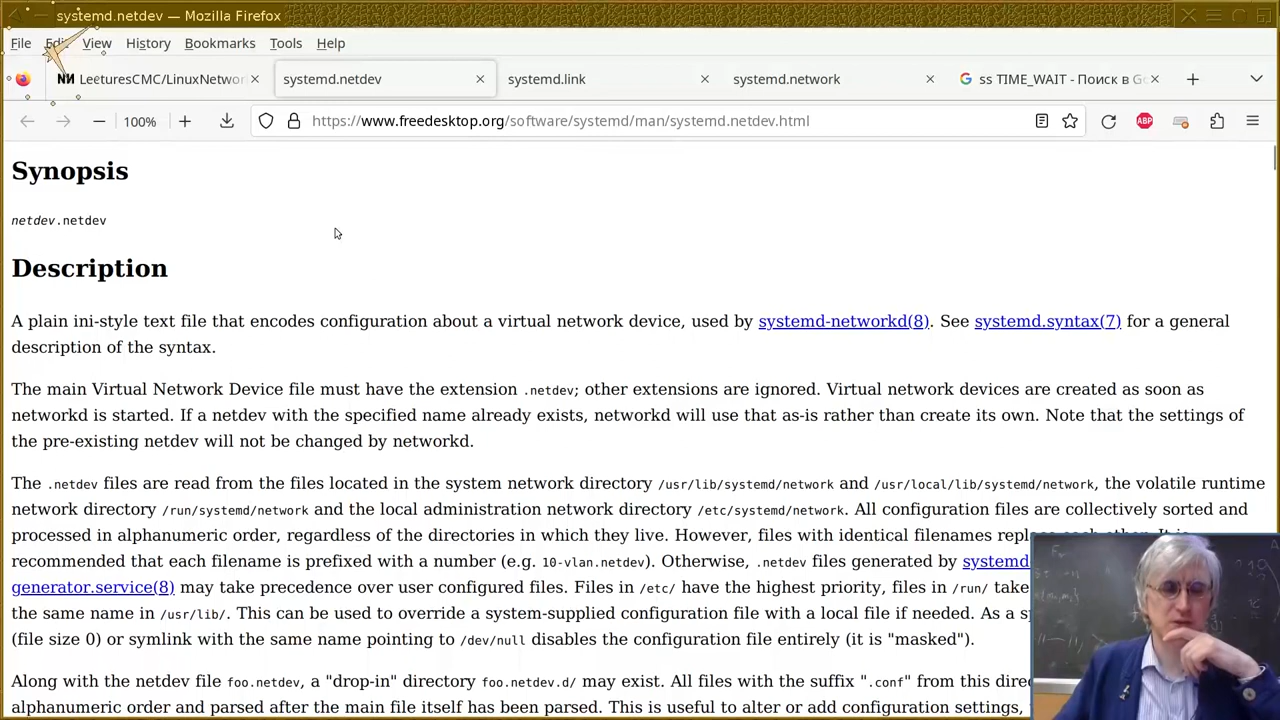 systemd.netdev — Mozilla Firefox
File Edit View History Bookmarks Tools Help
LecturesCMC/LinuxNetwor systemd.netdev systemd.link systemd.network ss TIME_WAIT - Поиск в Go
100% https://www.freedesktop.org/software/systemd/man/systemd.netdev.html ABP
Synopsis
netdev.netdev
Description
A plain ini-style text file that encodes configuration about a virtual network device, used by systemd-networkd(8). See systemd.syntax(7) for a general
description of the syntax.
The main Virtual Network Device file must have the extension .netdev; other extensions are ignored. Virtual network devices are created as soon as
networkd is started. If a netdev with the specified name already exists, networkd will use that as-is rather than create its own. Note that the settings of
the pre-existing netdev will not be changed by networkd.
The .netdev files are read from the files located in the system network directory /usr/lib/systemd/network and /usr/local/lib/systemd/network, the volatile runtime
network directory /run/systemd/network and the local administration network directory /etc/systemd/network. All configuration files are collectively sorted and
processed in alphanumeric order, regardless of the directories in which they live. However, files with identical filenames replace each other. It is
recommended that each filename is prefixed with a number (e.g. 10-vlan.netdev). Otherwise, .netdev files generated by systemd
generator.service(8) may take precedence over user configured files. Files in /etc/ have the highest priority, files in /run/ take
the same name in /usr/lib/. This can be used to override a system-supplied configuration file with a local file if needed. As a
(file size 0) or symlink with the same name pointing to /dev/null disables the configuration file entirely (it is "masked").
Along with the netdev file foo.netdev, a "drop-in" directory foo.netdev.d/ may exist. All files with the suffix ".conf" from this
alphanumeric order and parsed after the main file itself has been parsed. This is useful to alter or add configuration settings,